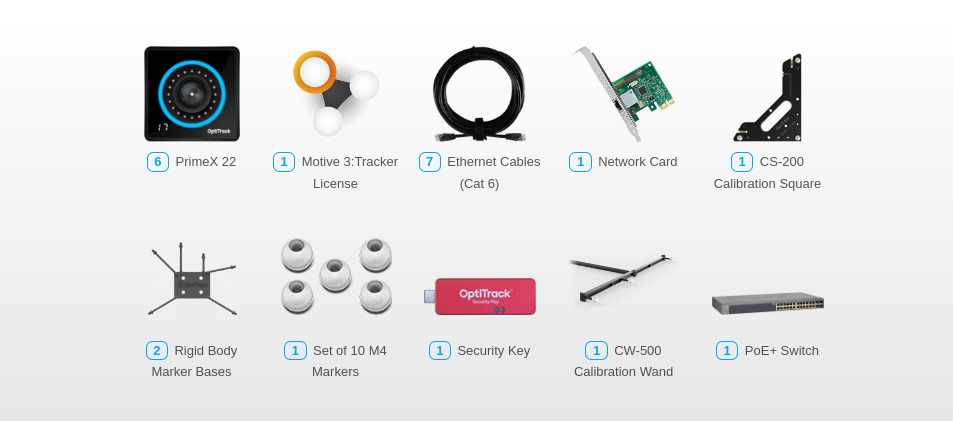 17
OptiTrack
6 PrimeX 22
1 Motive 3:Tracker
License
7 Ethernet Cables
(Cat 6)
1 Network Card
1 CS-200
Calibration Square
OptiTrack
Security Key
2 Rigid Body
Marker Bases
1 Set of 10 M4
Markers
1 Security Key
1 CW-500
Calibration Wand
1 PoE+ Switch